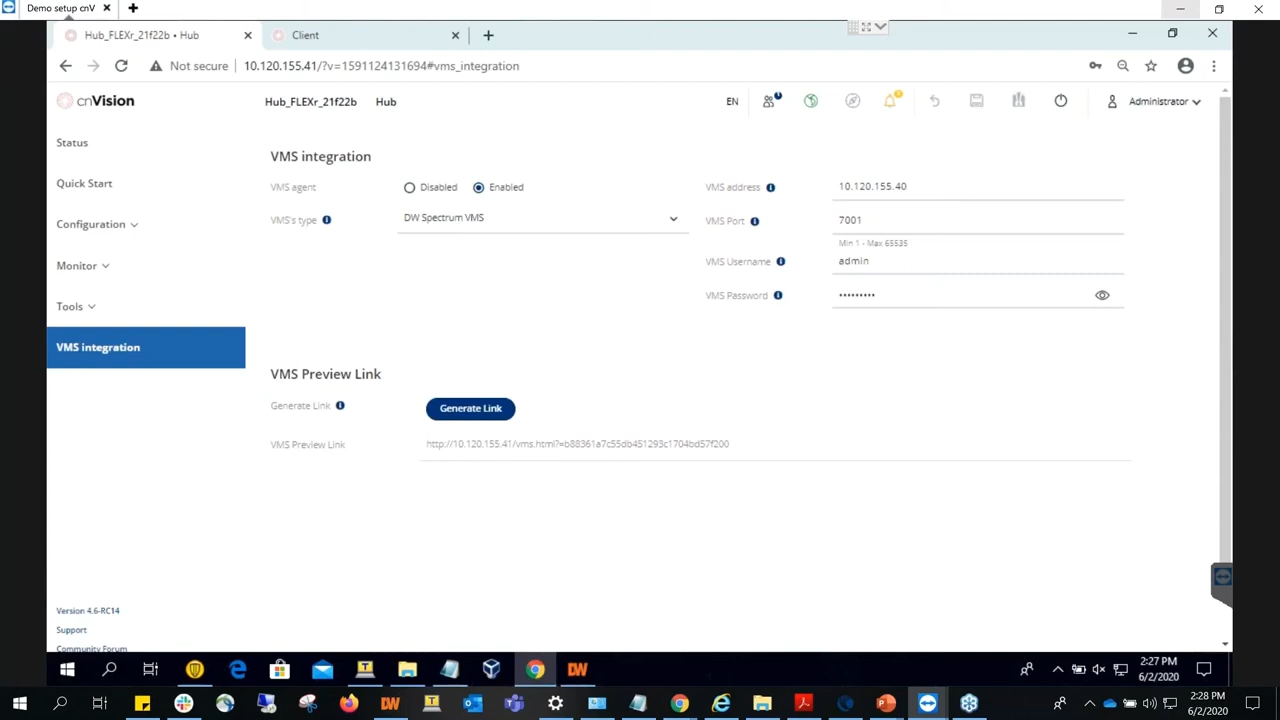 Demo setup cnV
Hub_FLEXr_21f22b • Hub
Client
Not secure
10.120.155.41/?v=1591124131694#vms_integration
cnVision
Hub_FLEXr_21f22b
Hub
EN
Administrator
Status
Quick Start
Configuration
Monitor
Tools
VMS integration
VMS integration
VMS agent
Disabled
Enabled
VMS's type
DW Spectrum VMS
VMS address
10.120.155.40
VMS Port
7001
Min 1 - Max 65535
VMS Username
admin
VMS Password
•••••••••
VMS Preview Link
Generate Link
Generate Link
VMS Preview Link
http://10.120.155.41/vms.html?=b88361a7c55db451293c1704bd57f200
Version 4.6-RC14
Support
Community Forum
DW
2:27 PM
6/2/2020
DW
2:28 PM
6/2/2020